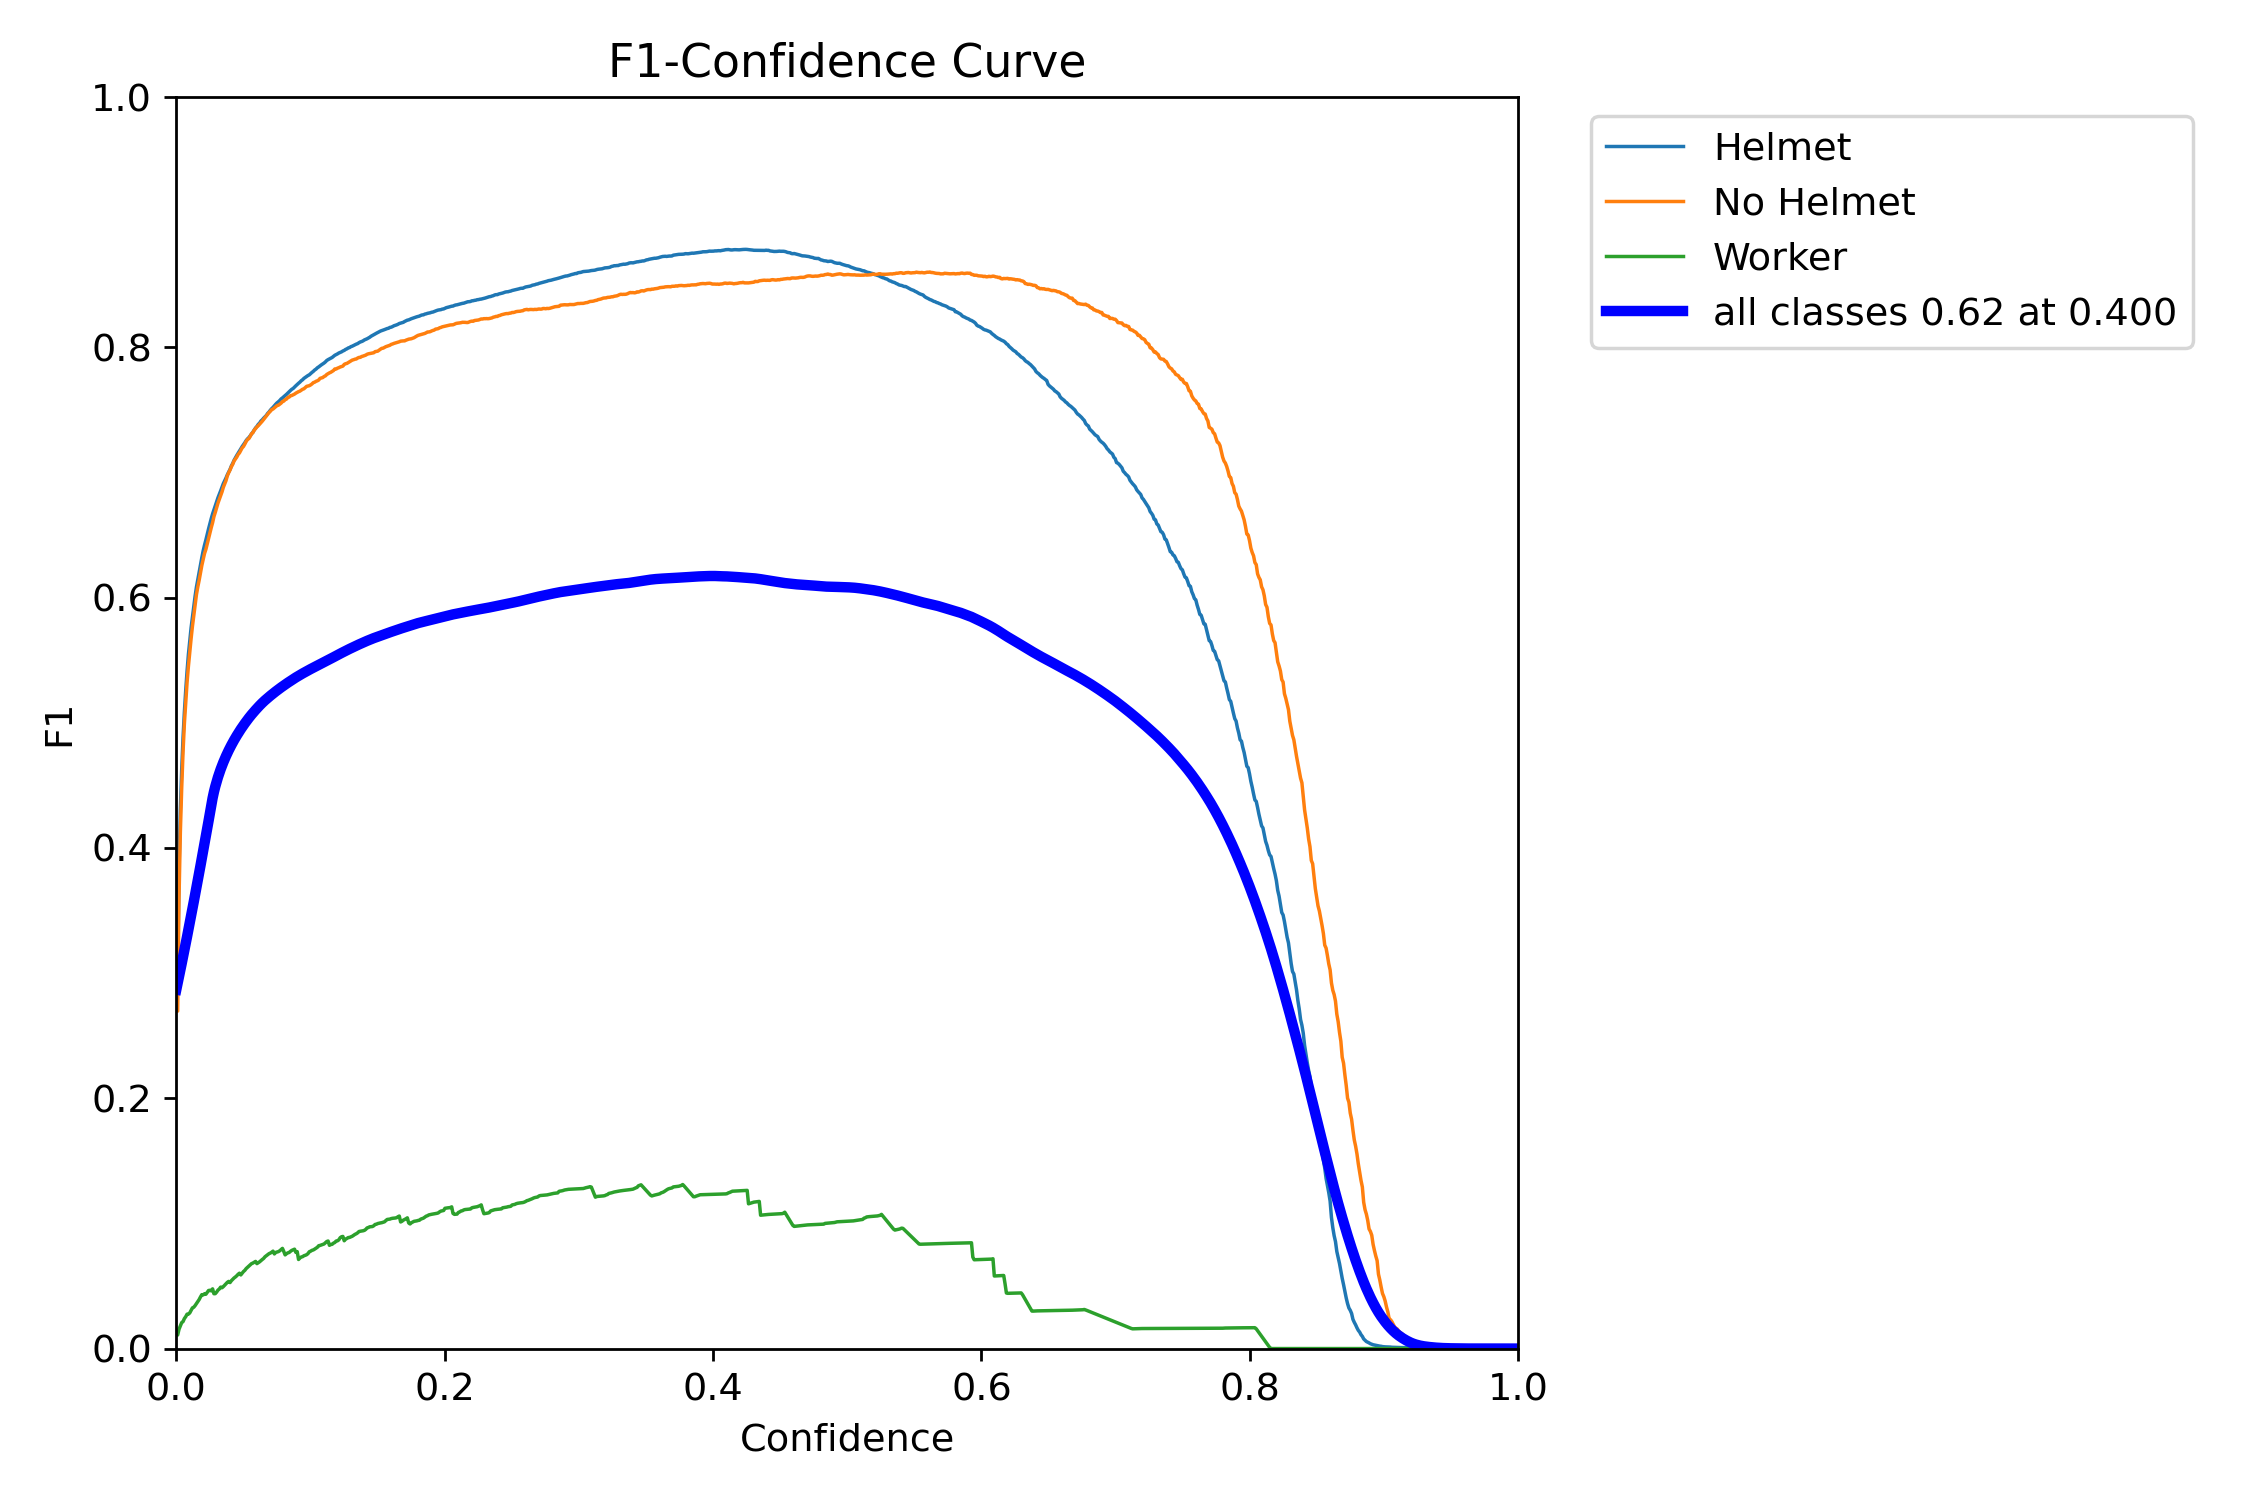 F1-Confidence Curve
1.0
0.8
0.6
0.4
0.2
0.0
F1
0.0 0.2 0.4 0.6 0.8 1.0
Confidence
Helmet
No Helmet
Worker
all classes 0.62 at 0.400